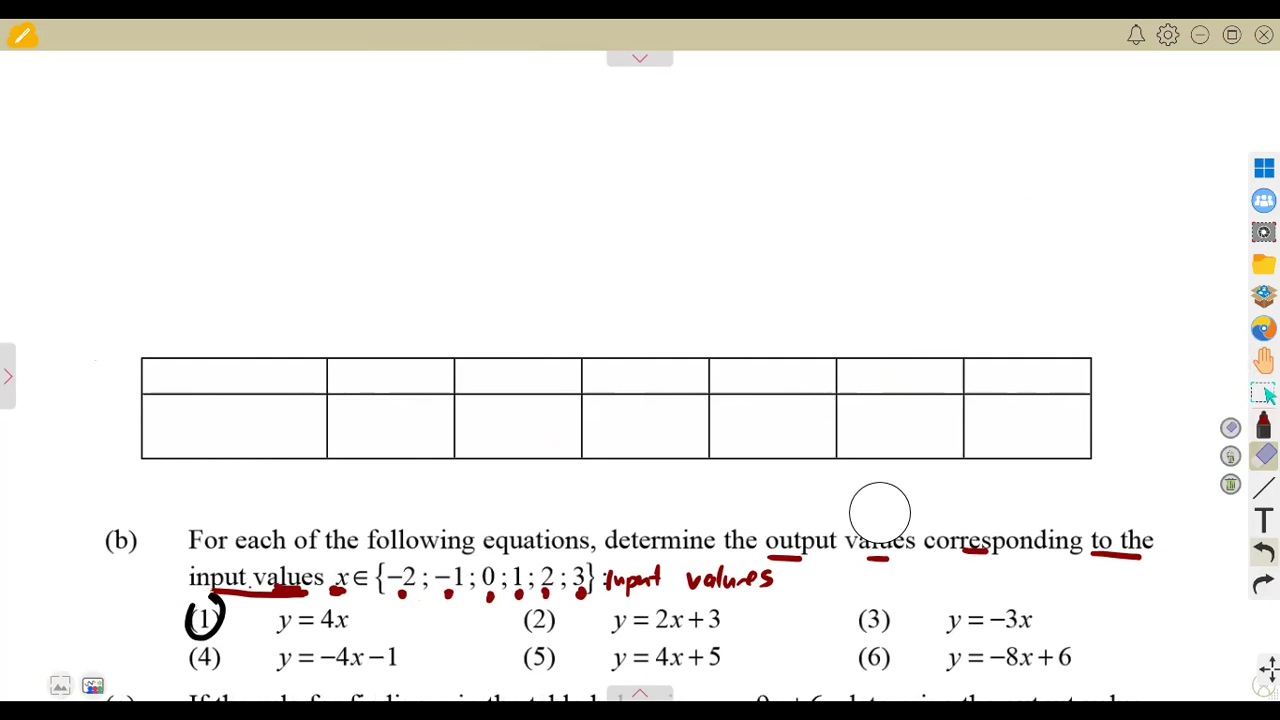 (b) For each of the following equations, determine the output values corresponding to the
input values x ∈ {−2 ; −1 ; 0 ; 1 ; 2 ; 3} : Input values
(1) y = 4x (2) y = 2x + 3 (3) y = −3x
(4) y = −4x − 1 (5) y = 4x + 5 (6) y = −8x + 6